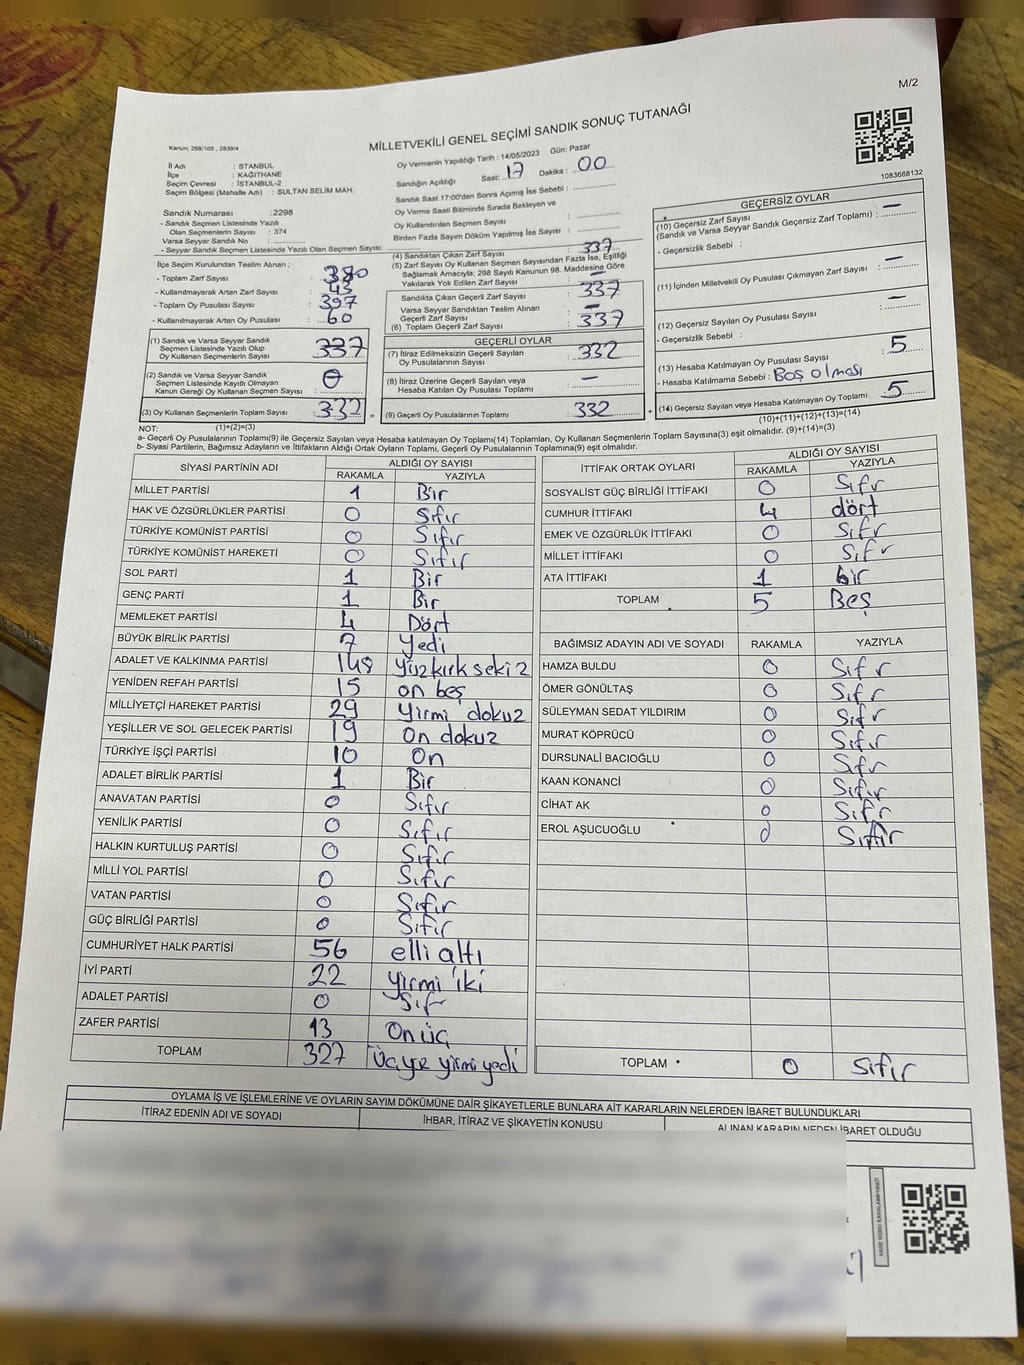 M/2
Kanun; 298/105 , 2839/4
MİLLETVEKİLİ GENEL SEÇİMİ SANDIK SONUÇ TUTANAĞI
1083668132
İl Adı : STANBUL
İlçe : KAĞITHANE
Seçim Çevresi : İSTANBUL-2
Seçim Bölgesi (Mahalle Adı) : SULTAN SELİM MAH.
Sandık Numarası :2298
- Sandık Seçmen Listesinde Yazılı
Olan Seçmenlerin Sayısı : 374
Varsa Seyyar Sandık No :
- Seyyar Sandık Seçmen Listesinde Yazılı Olan Seçmen Sayısı:
Oy Vermenin Yapıldığı Tarih : 14/05/2023 Gün: Pazar
Sandığın Açıldığı Saat: 17 Dakika : 00
Sandık Saat 17:00'den Sonra Açımış İse Sebebi :
Oy Verme Saati Bitiminde Sırada Bekleyen ve
Oy Kullandırılan Seçmen Sayısı :
Birden Fazla Sayım Döküm Yapılmış İse Sayısı :
İlçe Seçim Kurulundan Teslim Alınan ;
- Toplam Zarf Sayısı : 380
- Kullanılmayarak Artan Zarf Sayısı : 43
- Toplam Oy Pusulası Sayısı : 397
- Kullanılmayarak Artan Oy Pusulası : 60
(1) Sandık ve Varsa Seyyar Sandık
Seçmen Listesinde Yazılı Olup
Oy Kullanan Seçmenlerin Sayısı : 337
(2) Sandık ve Varsa Seyyar Sandık
Seçmen Listesinde Kayıtlı Olmayan
Kanun Gereği Oy Kullanan Seçmen Sayısı : 0
(3) Oy Kullanan Seçmenlerin Toplam Sayısı : 332 =
(4) Sandıktan Çıkan Zarf Sayısı : 337
(5) Zarf Sayısı Oy Kullanan Seçmen Sayısından Fazla İse, Eşitliği
Sağlamak Amacıyla; 298 Sayılı Kanunun 98. Maddesine Göre
Yakılarak Yok Edilen Zarf Sayısı : —
Sandıkta Çıkan Geçerli Zarf Sayısı : 337
Varsa Seyyar Sandıktan Teslim Alınan
Geçerli Zarf Sayısı : —
(6) Toplam Geçerli Zarf Sayısı : 337
GEÇERLİ OYLAR
(7) İtiraz Edilmeksizin Geçerli Sayılan
Oy Pusulalarının Sayısı : 332
(8) İtiraz Üzerine Geçerli Sayılan veya
Hesaba Katılan Oy Pusulası Toplamı : —
(9) Geçerli Oy Pusulalarının Toplamı : 332 +
GEÇERSİZ OYLAR
(10) Geçersiz Zarf Sayısı
(Sandık ve Varsa Seyyar Sandık Geçersiz Zarf Toplamı) : —
- Geçersizlik Sebebi :
(11) İçinden Milletvekili Oy Pusulası Çıkmayan Zarf Sayısı : —
(12) Geçersiz Sayılan Oy Pusulası Sayısı : —
- Geçersizlik Sebebi :
(13) Hesaba Katılmayan Oy Pusulası Sayısı : 5
- Hesaba Katılmama Sebebi : Boş olması
(14) Geçersiz Sayılan veya Hesaba Katılmayan Oy Toplamı : 5
(10)+(11)+(12)+(13)=(14)
NOT: (1)+(2)=(3)
a- Geçerli Oy Pusulalarının Toplamı(9) ile Geçersiz Sayılan veya Hesaba katılmayan Oy Toplamı(14) Toplamları, Oy Kullanan Seçmenlerin Toplam Sayısına(3) eşit olmalıdır. (9)+(14)=(3)
b- Siyasi Partilerin, Bağımsız Adayların ve İttifakların Aldığı Ortak Oyların Toplamı, Geçerli Oy Pusulalarının Toplamına(9) eşit olmalıdır.
SİYASİ PARTİNİN ADI ALDIĞI OY SAYISI
RAKAMLA YAZIYLA
MİLLET PARTİSİ 1 Bir
HAK VE ÖZGÜRLÜKLER PARTİSİ 0 Sıfır
TÜRKİYE KOMÜNİST PARTİSİ 0 Sıfır
TÜRKİYE KOMÜNİST HAREKETİ 0 Sıfır
SOL PARTİ 1 Bir
GENÇ PARTİ 1 Bir
MEMLEKET PARTİSİ 4 Dört
BÜYÜK BİRLİK PARTİSİ 7 Yedi
ADALET VE KALKINMA PARTİSİ 148 Yüzkırk sekiz
YENİDEN REFAH PARTİSİ 15 on beş
MİLLİYETÇİ HAREKET PARTİSİ 29 Yirmi dokuz
YEŞİLLER VE SOL GELECEK PARTİSİ 19 On dokuz
TÜRKİYE İŞÇİ PARTİSİ 10 On
ADALET BİRLİK PARTİSİ 1 Bir
ANAVATAN PARTİSİ 0 Sıfır
YENİLİK PARTİSİ 0 Sıfır
HALKIN KURTULUŞ PARTİSİ 0 Sıfır
MİLLİ YOL PARTİSİ 0 Sıfır
VATAN PARTİSİ 0 Sıfır
GÜÇ BİRLİĞİ PARTİSİ 0 Sıfır
CUMHURİYET HALK PARTİSİ 56 elli altı
İYİ PARTİ 22 yirmi iki
ADALET PARTİSİ 0 Sıfr
ZAFER PARTİSİ 13 On üç
TOPLAM 327 Üçyz yirmi yedi
İTTİFAK ORTAK OYLARI ALDIĞI OY SAYISI
RAKAMLA YAZIYLA
SOSYALİST GÜÇ BİRLİĞİ İTTİFAKI 0 Sıfr
CUMHUR İTTİFAKI 4 dört
EMEK VE ÖZGÜRLÜK İTTİFAKI 0 Sıfr
MİLLET İTTİFAKI 0 Sıfr
ATA İTTİFAKI 1 bir
TOPLAM 5 Beş
BAĞIMSIZ ADAYIN ADI VE SOYADI RAKAMLA YAZIYLA
HAMZA BULDU 0 Sıfr
ÖMER GÖNÜLTAŞ 0 Sıfr
SÜLEYMAN SEDAT YILDIRIM 0 Sıfr
MURAT KÖPRÜCÜ 0 Sıfır
DURSUNALİ BACIOĞLU 0 Sıfr
KAAN KONANCİ 0 Sıfır
CİHAT AK 0 Sıfr
EROL AŞUCUOĞLU 0 Sıfır
TOPLAM 0 Sıfır
OYLAMA İŞ VE İŞLEMLERİNE VE OYLARIN SAYIM DÖKÜMÜNE DAİR ŞİKAYETLERLE BUNLARA AİT KARARLARIN NELERDEN İBARET BULUNDUKLARI
İTİRAZ EDENİN ADI VE SOYADI İHBAR, İTİRAZ VE ŞİKAYETİN KONUSU ALINAN KARARIN NEDEN İBARET OLDUĞU